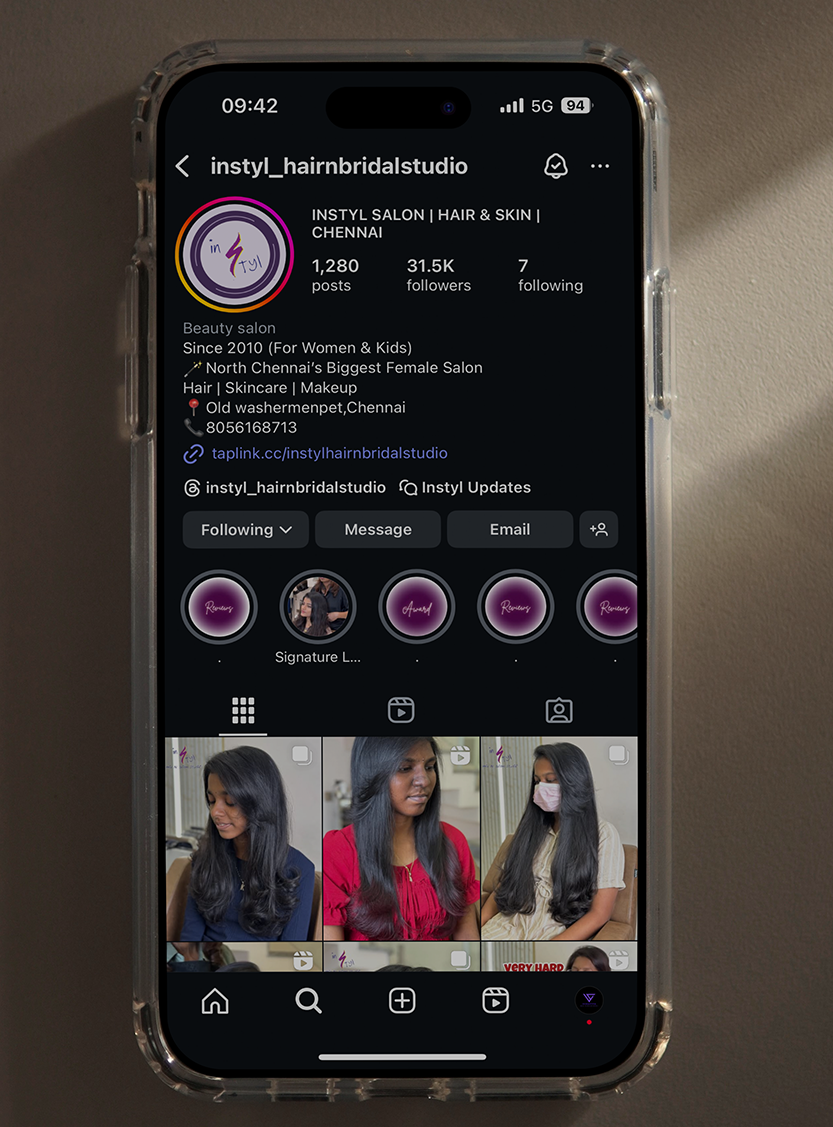 09:42
5G 94
instyl_hairnbridalstudio
in
styl
INSTYL SALON | HAIR & SKIN |
CHENNAI
1,280 31.5K 7
posts followers following
Beauty salon
Since 2010 (For Women & Kids)
🪄 North Chennai’s Biggest Female Salon
Hair | Skincare | Makeup
📍 Old washermenpet,Chennai
📞 8056168713
taplink.cc/instylhairnbridalstudio
instyl_hairnbridalstudio Instyl Updates
Following Message Email
Reviews Award Reviews Reviews
. Signature L... . . .
VERY HARD